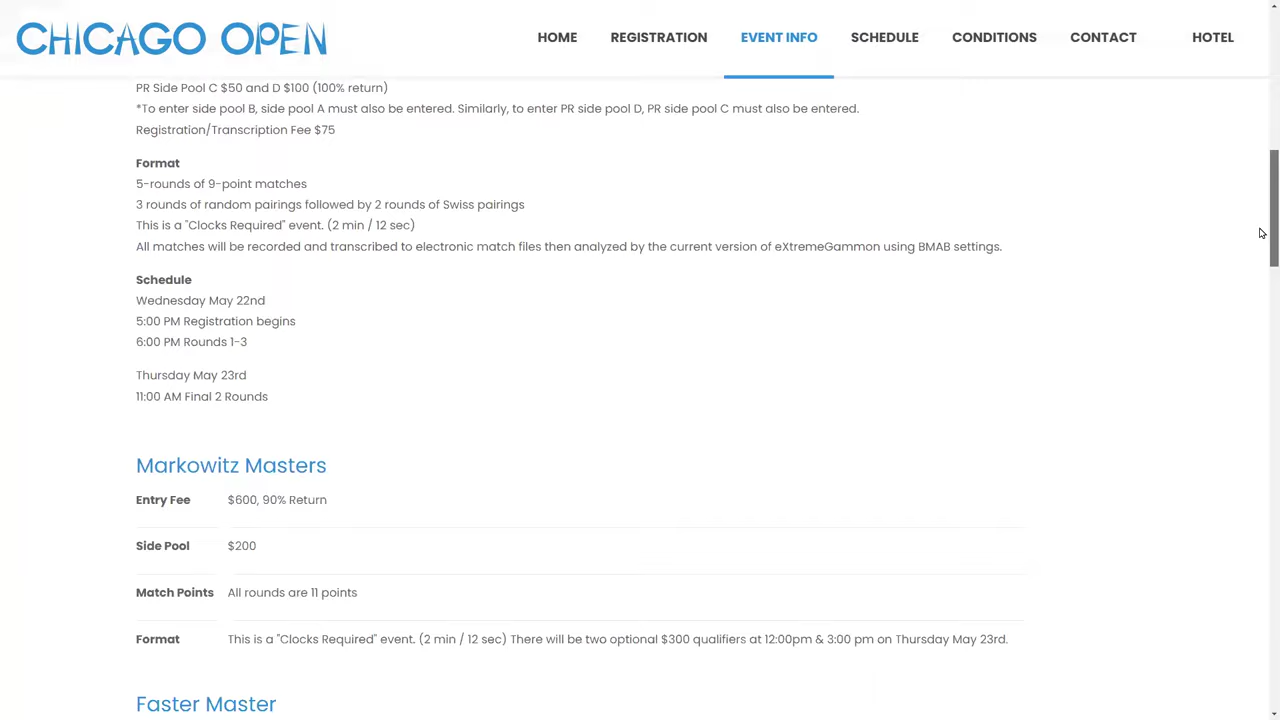 CHICAGO OPEN
HOME REGISTRATION EVENT INFO SCHEDULE CONDITIONS CONTACT HOTEL
PR Side Pool C $50 and D $100 (100% return)
*To enter side pool B, side pool A must also be entered. Similarly, to enter PR side pool D, PR side pool C must also be entered.
Registration/Transcription Fee $75
Format
5-rounds of 9-point matches
3 rounds of random pairings followed by 2 rounds of Swiss pairings
This is a "Clocks Required" event. (2 min / 12 sec)
All matches will be recorded and transcribed to electronic match files then analyzed by the current version of eXtremeGammon using BMAB settings.
Schedule
Wednesday May 22nd
5:00 PM Registration begins
6:00 PM Rounds 1-3
Thursday May 23rd
11:00 AM Final 2 Rounds
Markowitz Masters
Entry Fee $600, 90% Return
Side Pool $200
Match Points All rounds are 11 points
Format This is a "Clocks Required" event. (2 min / 12 sec) There will be two optional $300 qualifiers at 12:00pm & 3:00 pm on Thursday May 23rd.
Faster Master